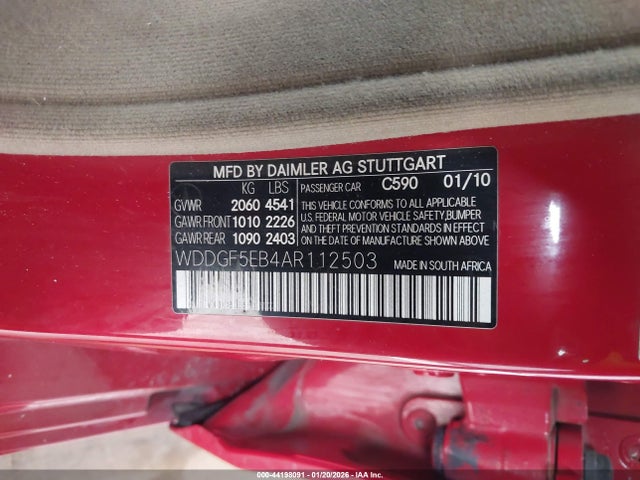 MFD BY DAIMLER AG STUTTGART
KG LBS PASSENGER CAR C590 01/10
GVWR 2060 4541
GAWR FRONT 1010 2226
GAWR REAR 1090 2403
THIS VEHICLE CONFORMS TO ALL APPLICABLE
U.S. FEDERAL MOTOR VEHICLE SAFETY, BUMPER
AND THEFT PREVENTION STANDARDS IN EFFECT
ON THE DATE OF MANUFACTURE SHOWN ABOVE.
WDDGF5EB4AR112503 MADE IN SOUTH AFRICA
000-44193091 - 01/20/2026 - IAA Inc.